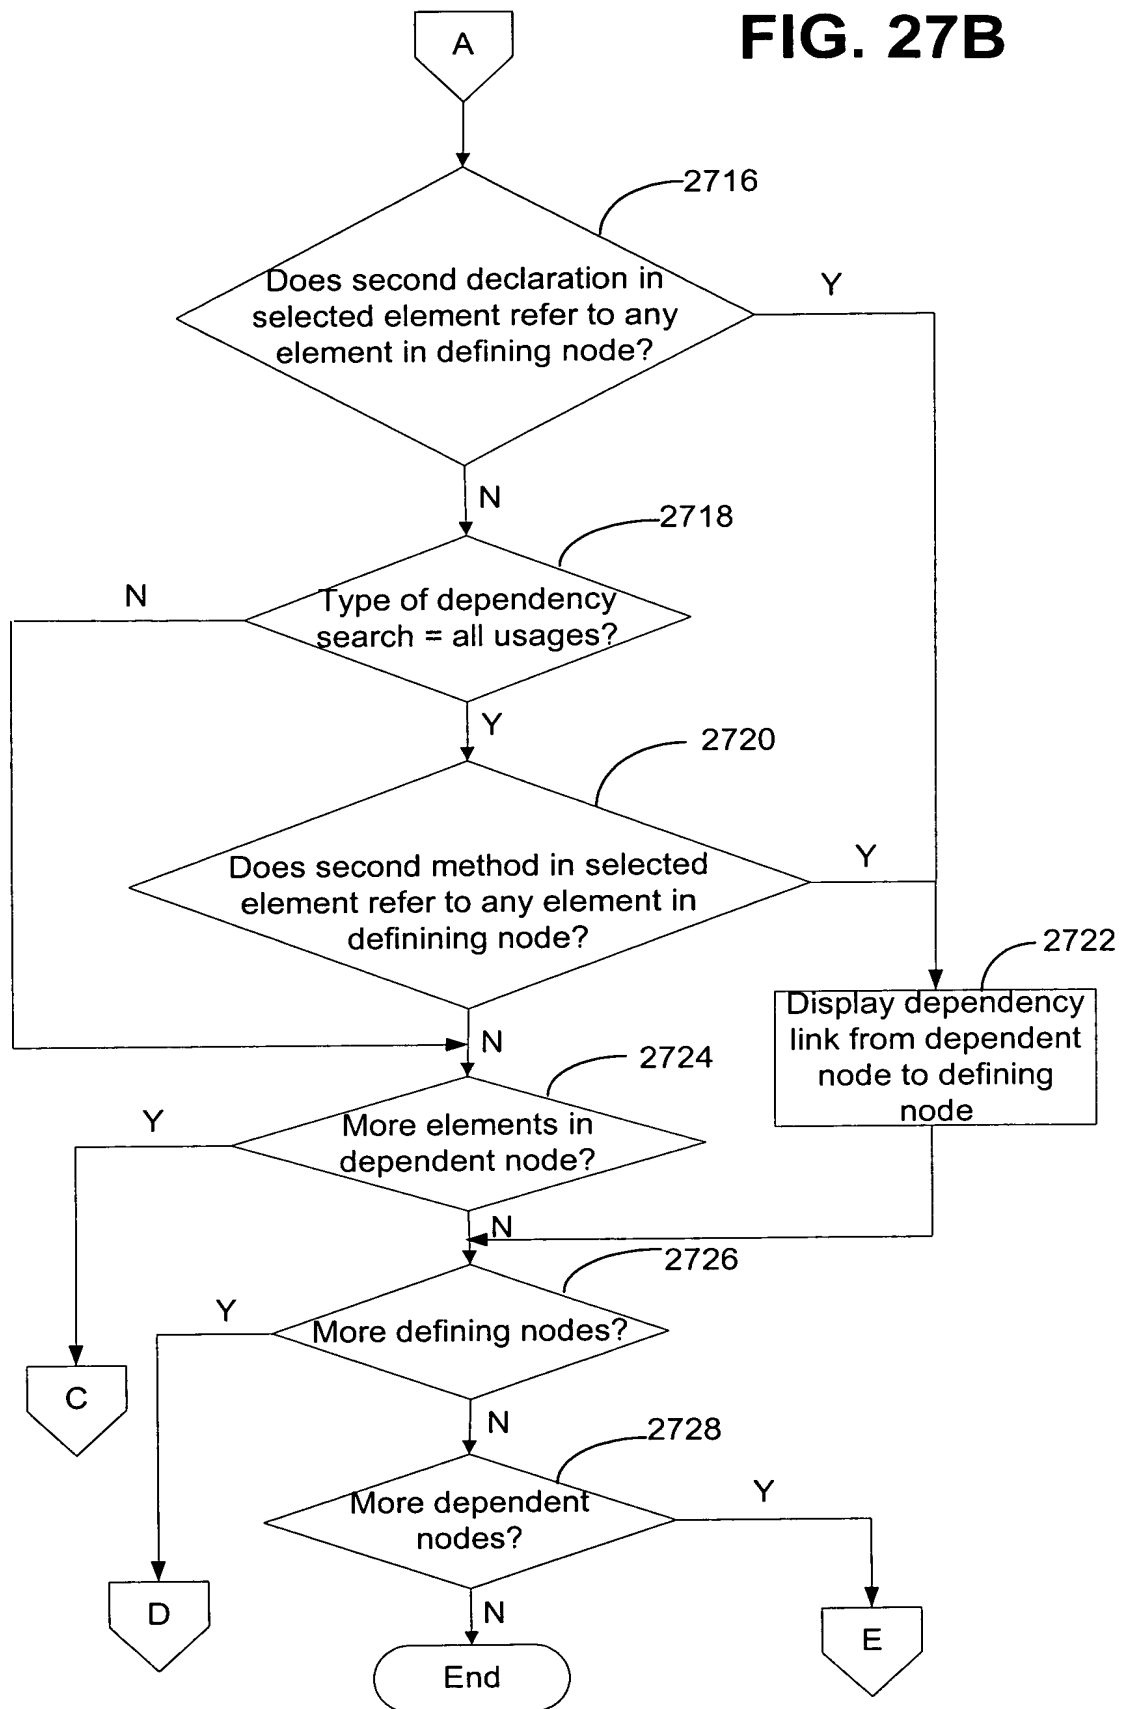 FIG. 27B
A
2716
Does second declaration in
selected element refer to any
element in defining node?
Y
N
2718
Type of dependency
search = all usages?
N
Y
2720
Does second method in selected
element refer to any element in
definining node?
Y
2722
Display dependency
link from dependent
node to defining
node
N
2724
More elements in
dependent node?
Y
N
2726
More defining nodes?
Y
C
N
2728
More dependent
nodes?
Y
D
N
E
End